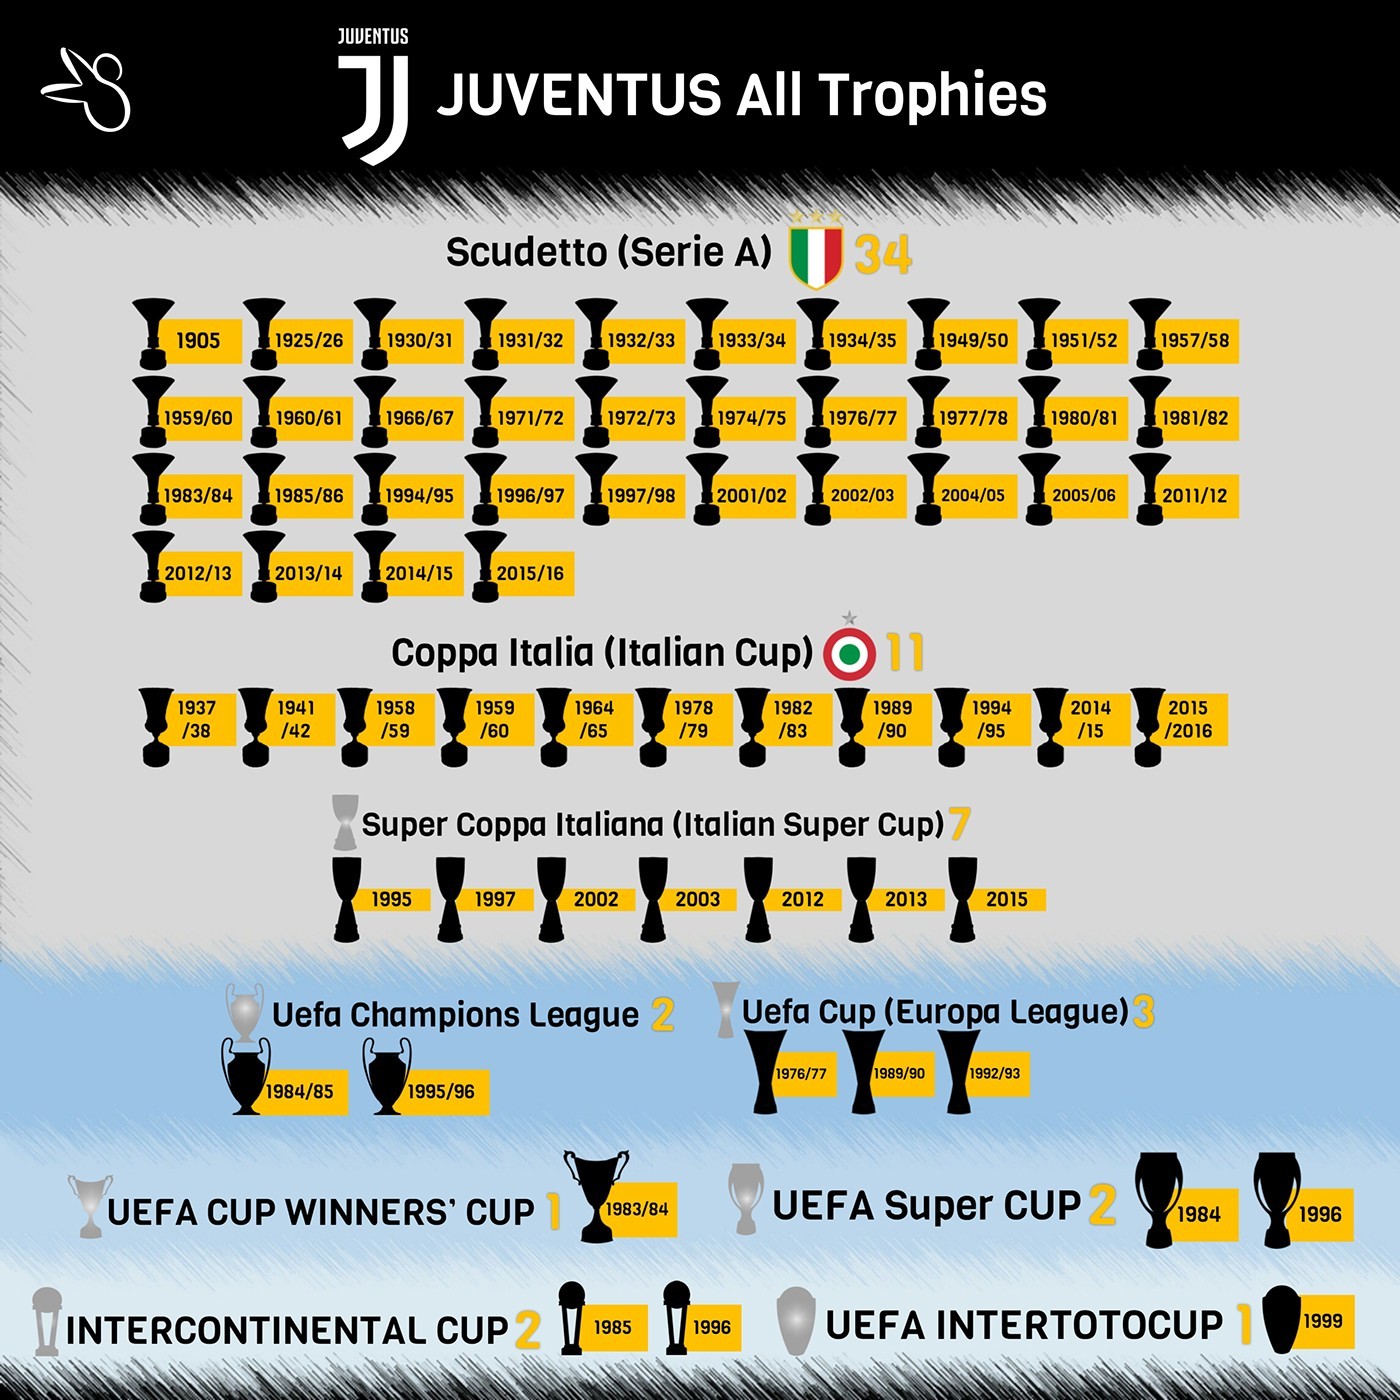 JUVENTUS
JUVENTUS All Trophies
Scudetto (Serie A) 34
1905 1925/26 1930/31 1931/32 1932/33 1933/34 1934/35 1949/50 1951/52 1957/58
1959/60 1960/61 1966/67 1971/72 1972/73 1974/75 1976/77 1977/78 1980/81 1981/82
1983/84 1985/86 1994/95 1996/97 1997/98 2001/02 2002/03 2004/05 2005/06 2011/12
2012/13 2013/14 2014/15 2015/16
Coppa Italia (Italian Cup) 11
1937 1941 1958 1959 1964 1978 1982 1989 1994 2014 2015
/38 /42 /59 /60 /65 /79 /83 /90 /95 /15 /2016
Super Coppa Italiana (Italian Super Cup) 7
1995 1997 2002 2003 2012 2013 2015
Uefa Champions League 2
1984/85 1995/96
Uefa Cup (Europa League) 3
1976/77 1989/90 1992/93
UEFA CUP WINNERS' CUP 1 1983/84
UEFA Super CUP 2 1984 1996
INTERCONTINENTAL CUP 2 1985 1996
UEFA INTERTOTOCUP 1 1999